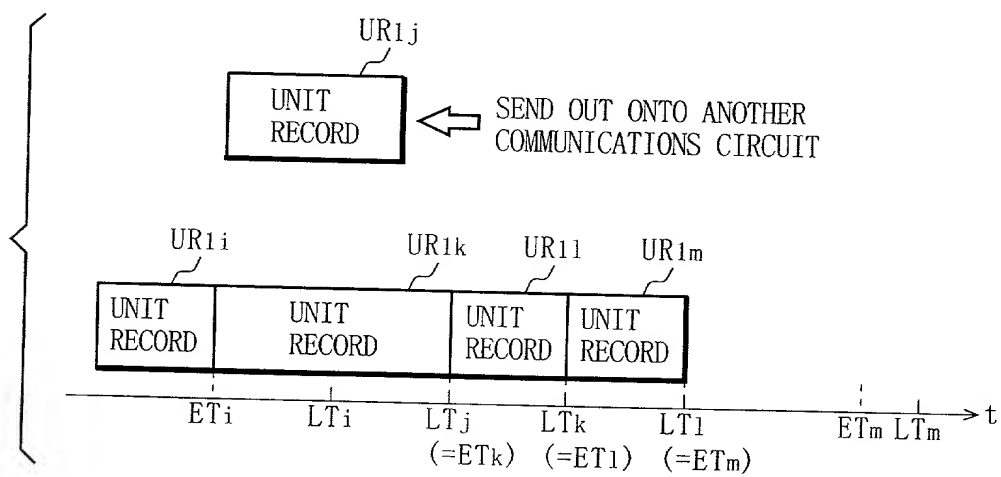 UR1j
UNIT
RECORD
SEND OUT ONTO ANOTHER
COMMUNICATIONS CIRCUIT
UR1i
UR1k
UR1l
UR1m
UNIT
RECORD
UNIT
RECORD
UNIT
RECORD
UNIT
RECORD
ETi
LTi
LTj
LTk
LTl
ETm
LTm
t
(=ETk)
(=ETl)
(=ETm)